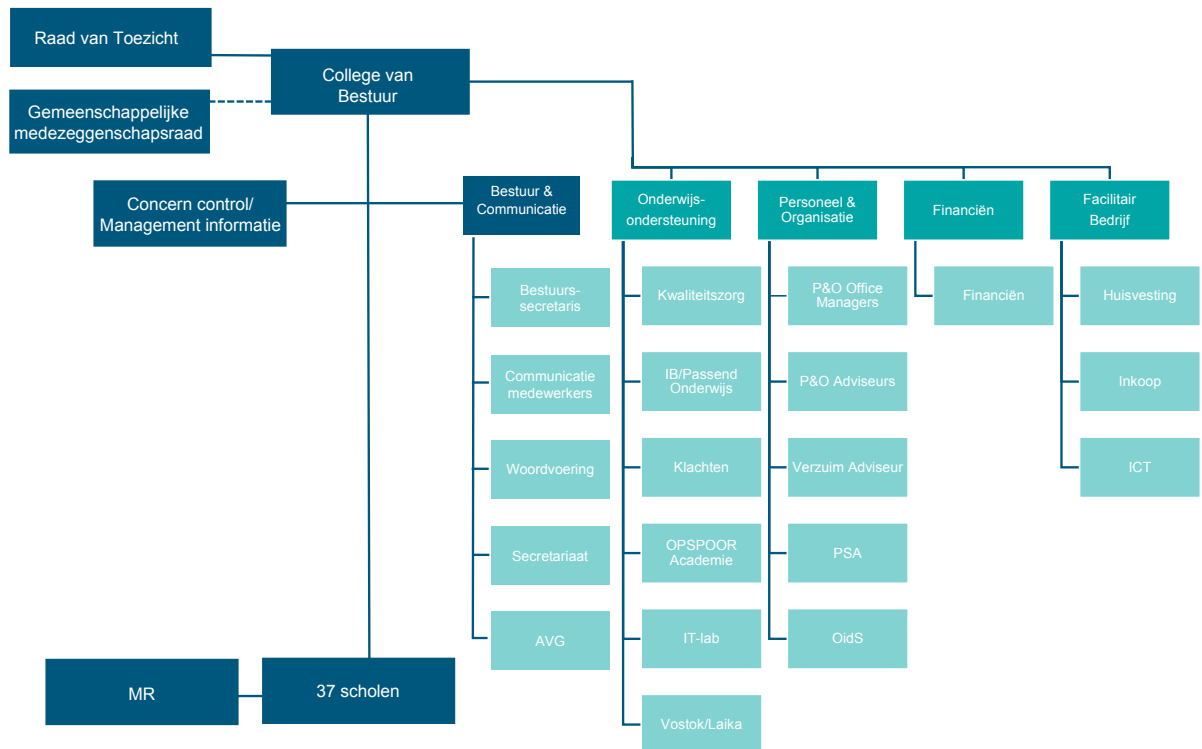 Raad van Toezicht
College van
Bestuur
Gemeenschappelijke
medezeggenschapsraad
Concern control/
Management informatie
Bestuur &
Communicatie
Onderwijs-
ondersteuning
Personeel &
Organisatie
Financiën
Facilitair
Bedrijf
Bestuurs-
secretaris
Communicatie
medewerkers
Woordvoering
Secretariaat
AVG
Kwaliteitszorg
IB/Passend
Onderwijs
Klachten
OPSPOOR
Academie
IT-lab
Vostok/Laika
P&O Office
Managers
P&O Adviseurs
Verzuim Adviseur
PSA
OidS
Financiën
Huisvesting
Inkoop
ICT
MR
37 scholen